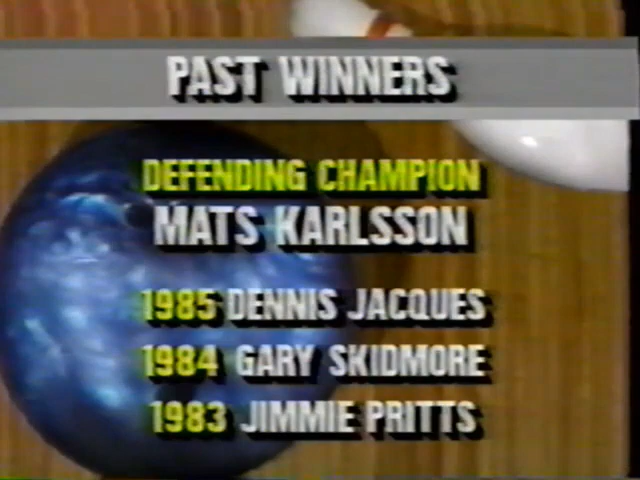 PAST WINNERS
DEFENDING CHAMPION
MATS KARLSSON
1985 DENNIS JACQUES
1984 GARY SKIDMORE
1983 JIMMIE PRITTS